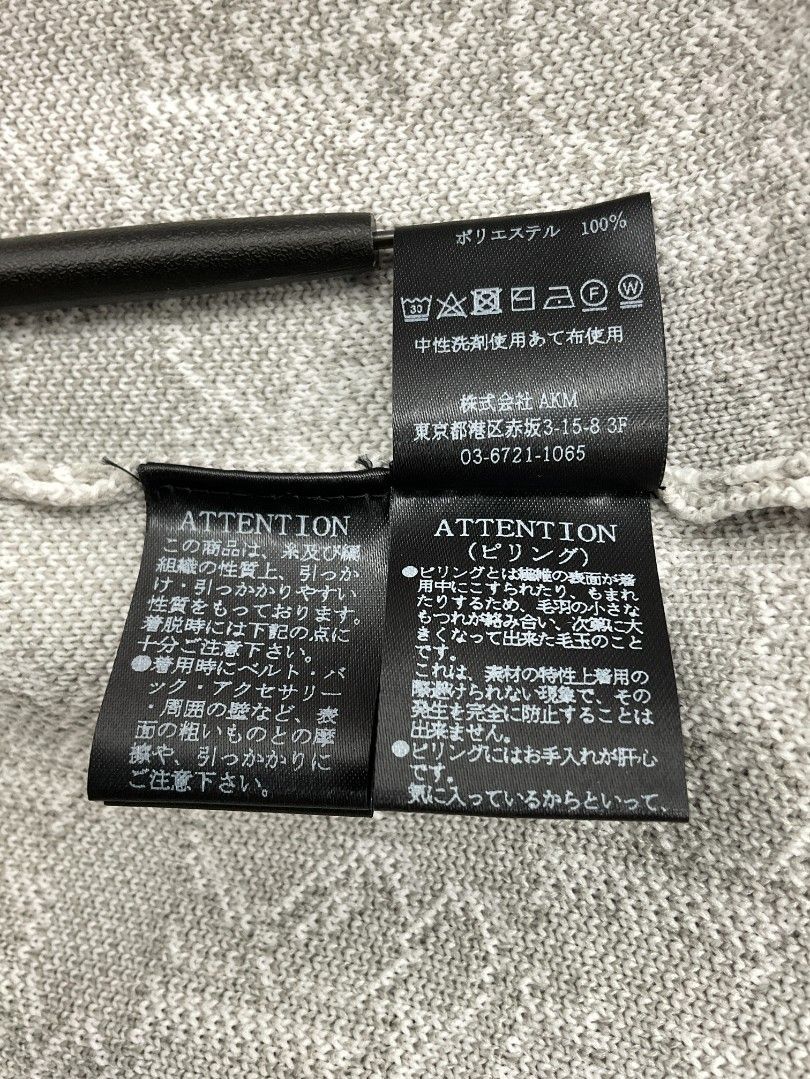 ポリエステル 100%
30 F W
中性洗剤使用あて布使用
株式会社 AKM
東京都港区赤坂3-15-8 3F
03-6721-1065
ATTENTION
この商品は、糸及び編
組織の性質上、引っか
け・引っかかりやすい
性質をもっております。
着脱時には下記の点に
十分ご注意下さい。
●着用時にベルト・バ
ック・アクセサリー
・周囲の壁など、表
面の粗いものとの摩
擦や、引っかかりに
ご注意下さい。
ATTENTION
(ピリング)
●ピリングとは繊維の表面が着
用中にこすられたり、もまれ
たりするため、毛羽の小さな
もつれが絡み合い、次第に大
きくなって出来た毛玉のこと
です。
これは、素材の特性上着用の
際避けられない現象で、その
発生を完全に防止することは
出来ません。
●ピリングにはお手入れが肝心
です。
気に入っているからといって、